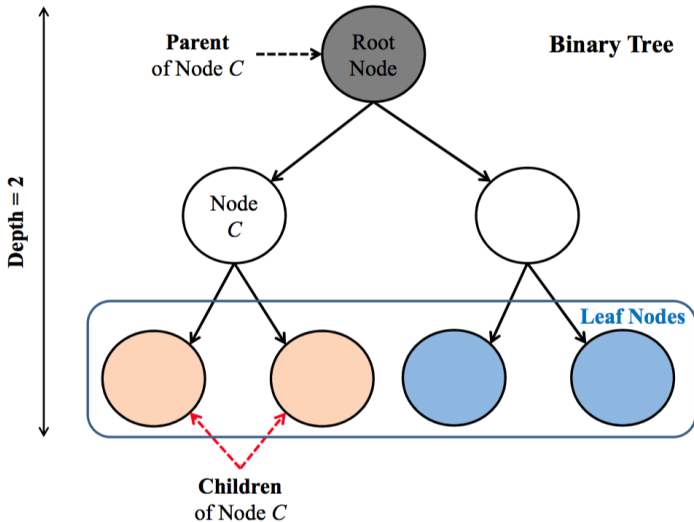 Parent
of Node C
Root
Node
Binary Tree
Depth = 2
Node
C
Leaf Nodes
Children
of Node C